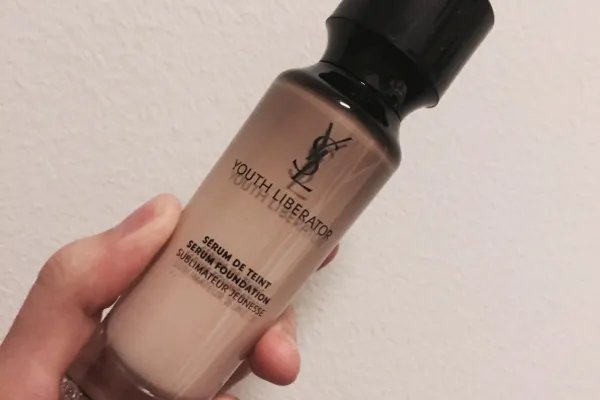 YSL
YOUTH LIBERATOR
SÉRUM DE TEINT
SERUM FOUNDATION
SUBLIMATEUR JEUNESSE